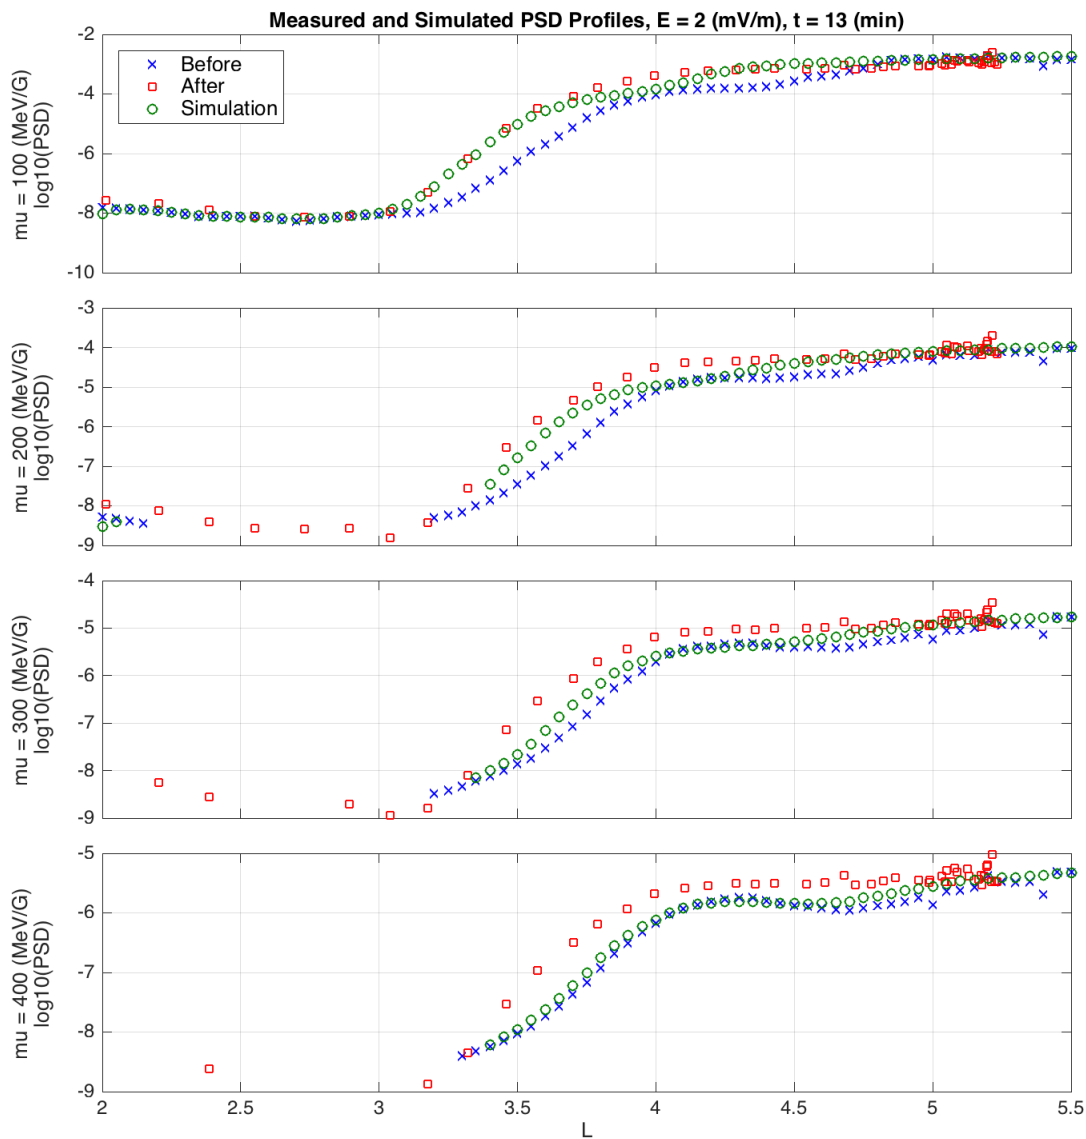 Measured and Simulated PSD Profiles, E = 2 (mV/m), t = 13 (min)
Before
After
Simulation
mu = 100 (MeV/G)
log10(PSD)
-2
-4
-6
-8
-10
mu = 200 (MeV/G)
log10(PSD)
-3
-4
-5
-6
-7
-8
-9
mu = 300 (MeV/G)
log10(PSD)
-4
-5
-6
-7
-8
-9
mu = 400 (MeV/G)
log10(PSD)
-5
-6
-7
-8
-9
2 2.5 3 3.5 4 4.5 5 5.5
L